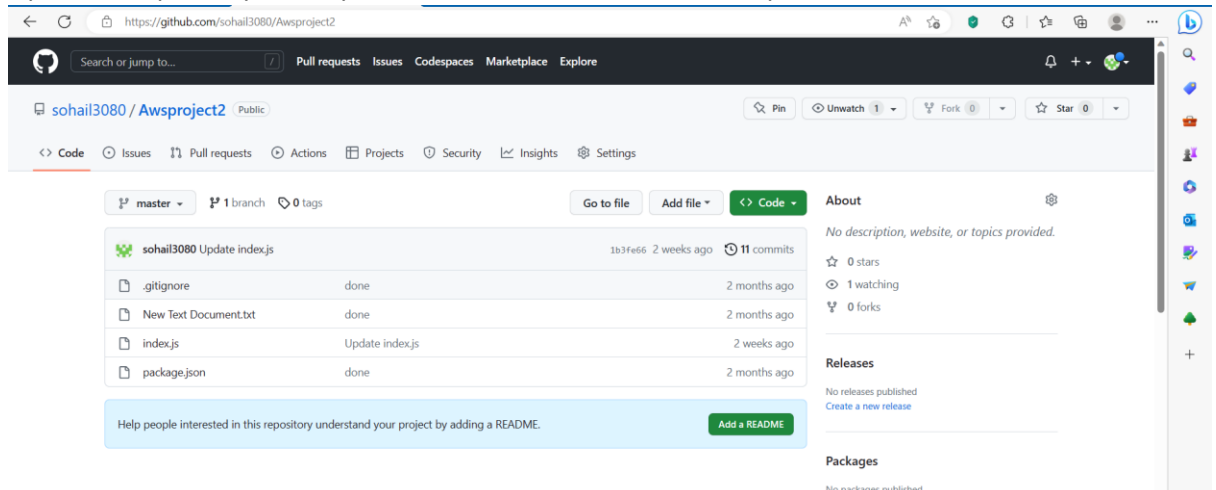 https://github.com/sohail3080/Awsproject2
Search or jump to... / Pull requests Issues Codespaces Marketplace Explore
sohail3080 / Awsproject2 Public
Pin Unwatch 1 Fork 0 Star 0
Code Issues Pull requests Actions Projects Security Insights Settings
master 1 branch 0 tags Go to file Add file Code
sohail3080 Update index.js 1b3fe66 2 weeks ago 11 commits
.gitignore done 2 months ago
New Text Document.txt done 2 months ago
index.js Update index.js 2 weeks ago
package.json done 2 months ago
Help people interested in this repository understand your project by adding a README. Add a README
About
No description, website, or topics provided.
0 stars
1 watching
0 forks
Releases
No releases published
Create a new release
Packages
No packages published